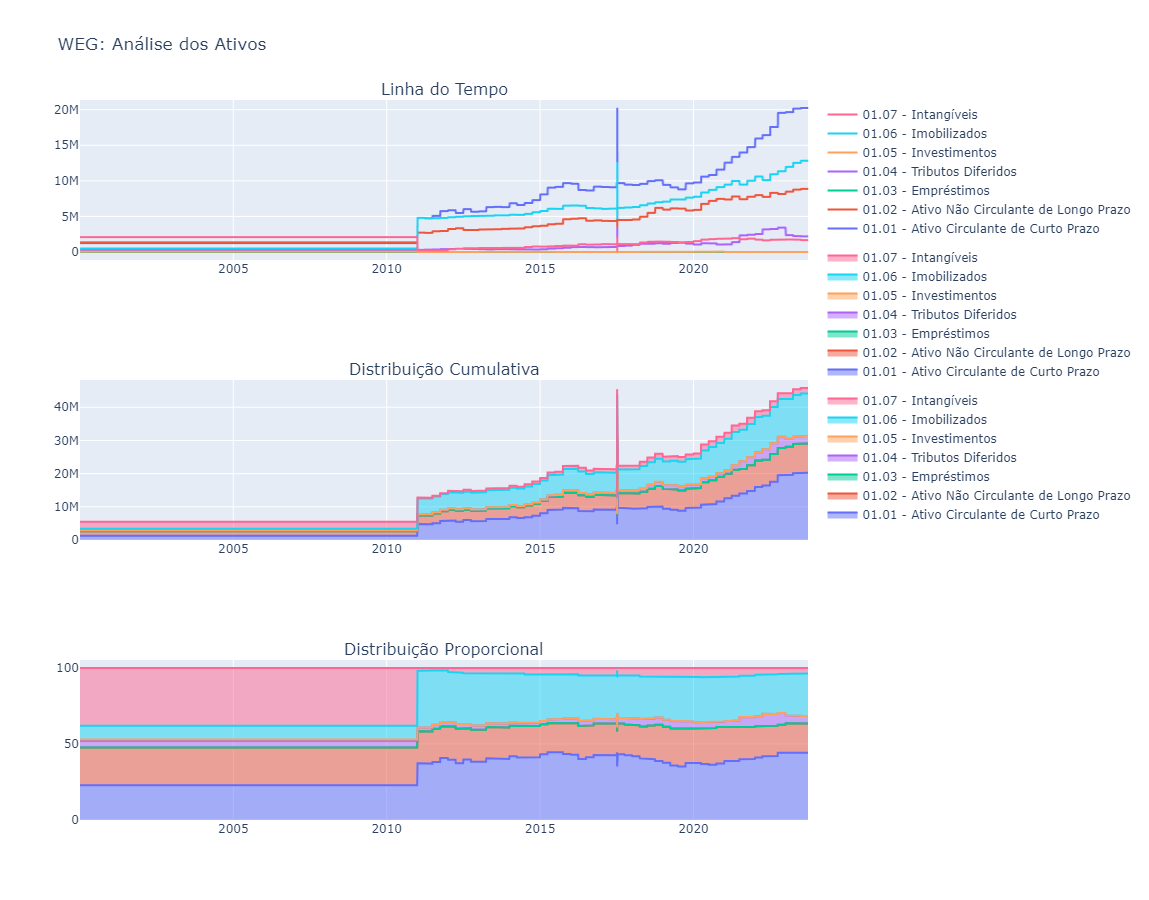 WEG: Análise dos Ativos
Linha do Tempo
20M
15M
10M
5M
0
2005
2010
2015
2020
01.07 - Intangíveis
01.06 - Imobilizados
01.05 - Investimentos
01.04 - Tributos Diferidos
01.03 - Empréstimos
01.02 - Ativo Não Circulante de Longo Prazo
01.01 - Ativo Circulante de Curto Prazo
01.07 - Intangíveis
01.06 - Imobilizados
01.05 - Investimentos
01.04 - Tributos Diferidos
01.03 - Empréstimos
01.02 - Ativo Não Circulante de Longo Prazo
01.01 - Ativo Circulante de Curto Prazo
01.07 - Intangíveis
01.06 - Imobilizados
01.05 - Investimentos
01.04 - Tributos Diferidos
01.03 - Empréstimos
01.02 - Ativo Não Circulante de Longo Prazo
01.01 - Ativo Circulante de Curto Prazo
Distribuição Cumulativa
40M
30M
20M
10M
0
2005
2010
2015
2020
Distribuição Proporcional
100
50
0
2005
2010
2015
2020